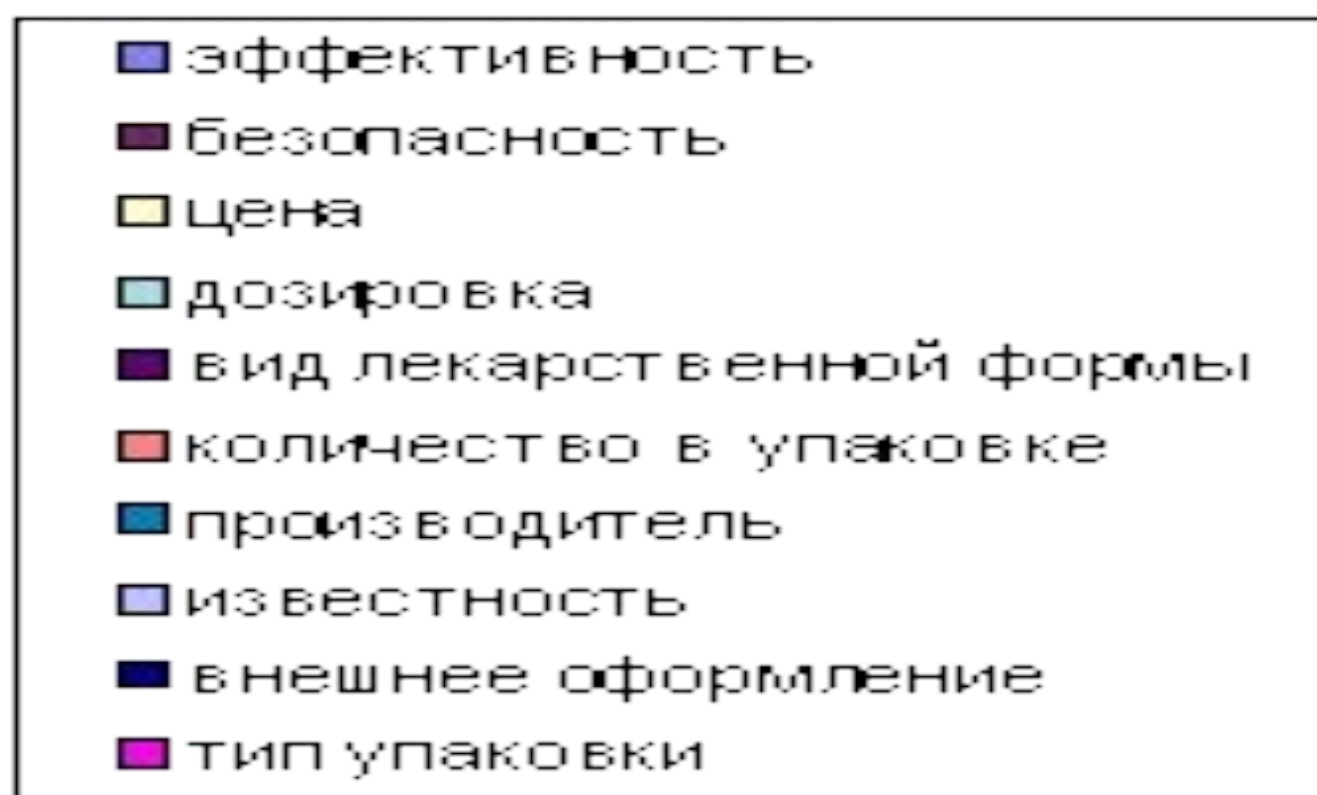 эффективность
безопасность
цена
дозировка
вид лекарственной формы
количество в упаковке
производитель
известность
внешнее оформление
тип упаковки